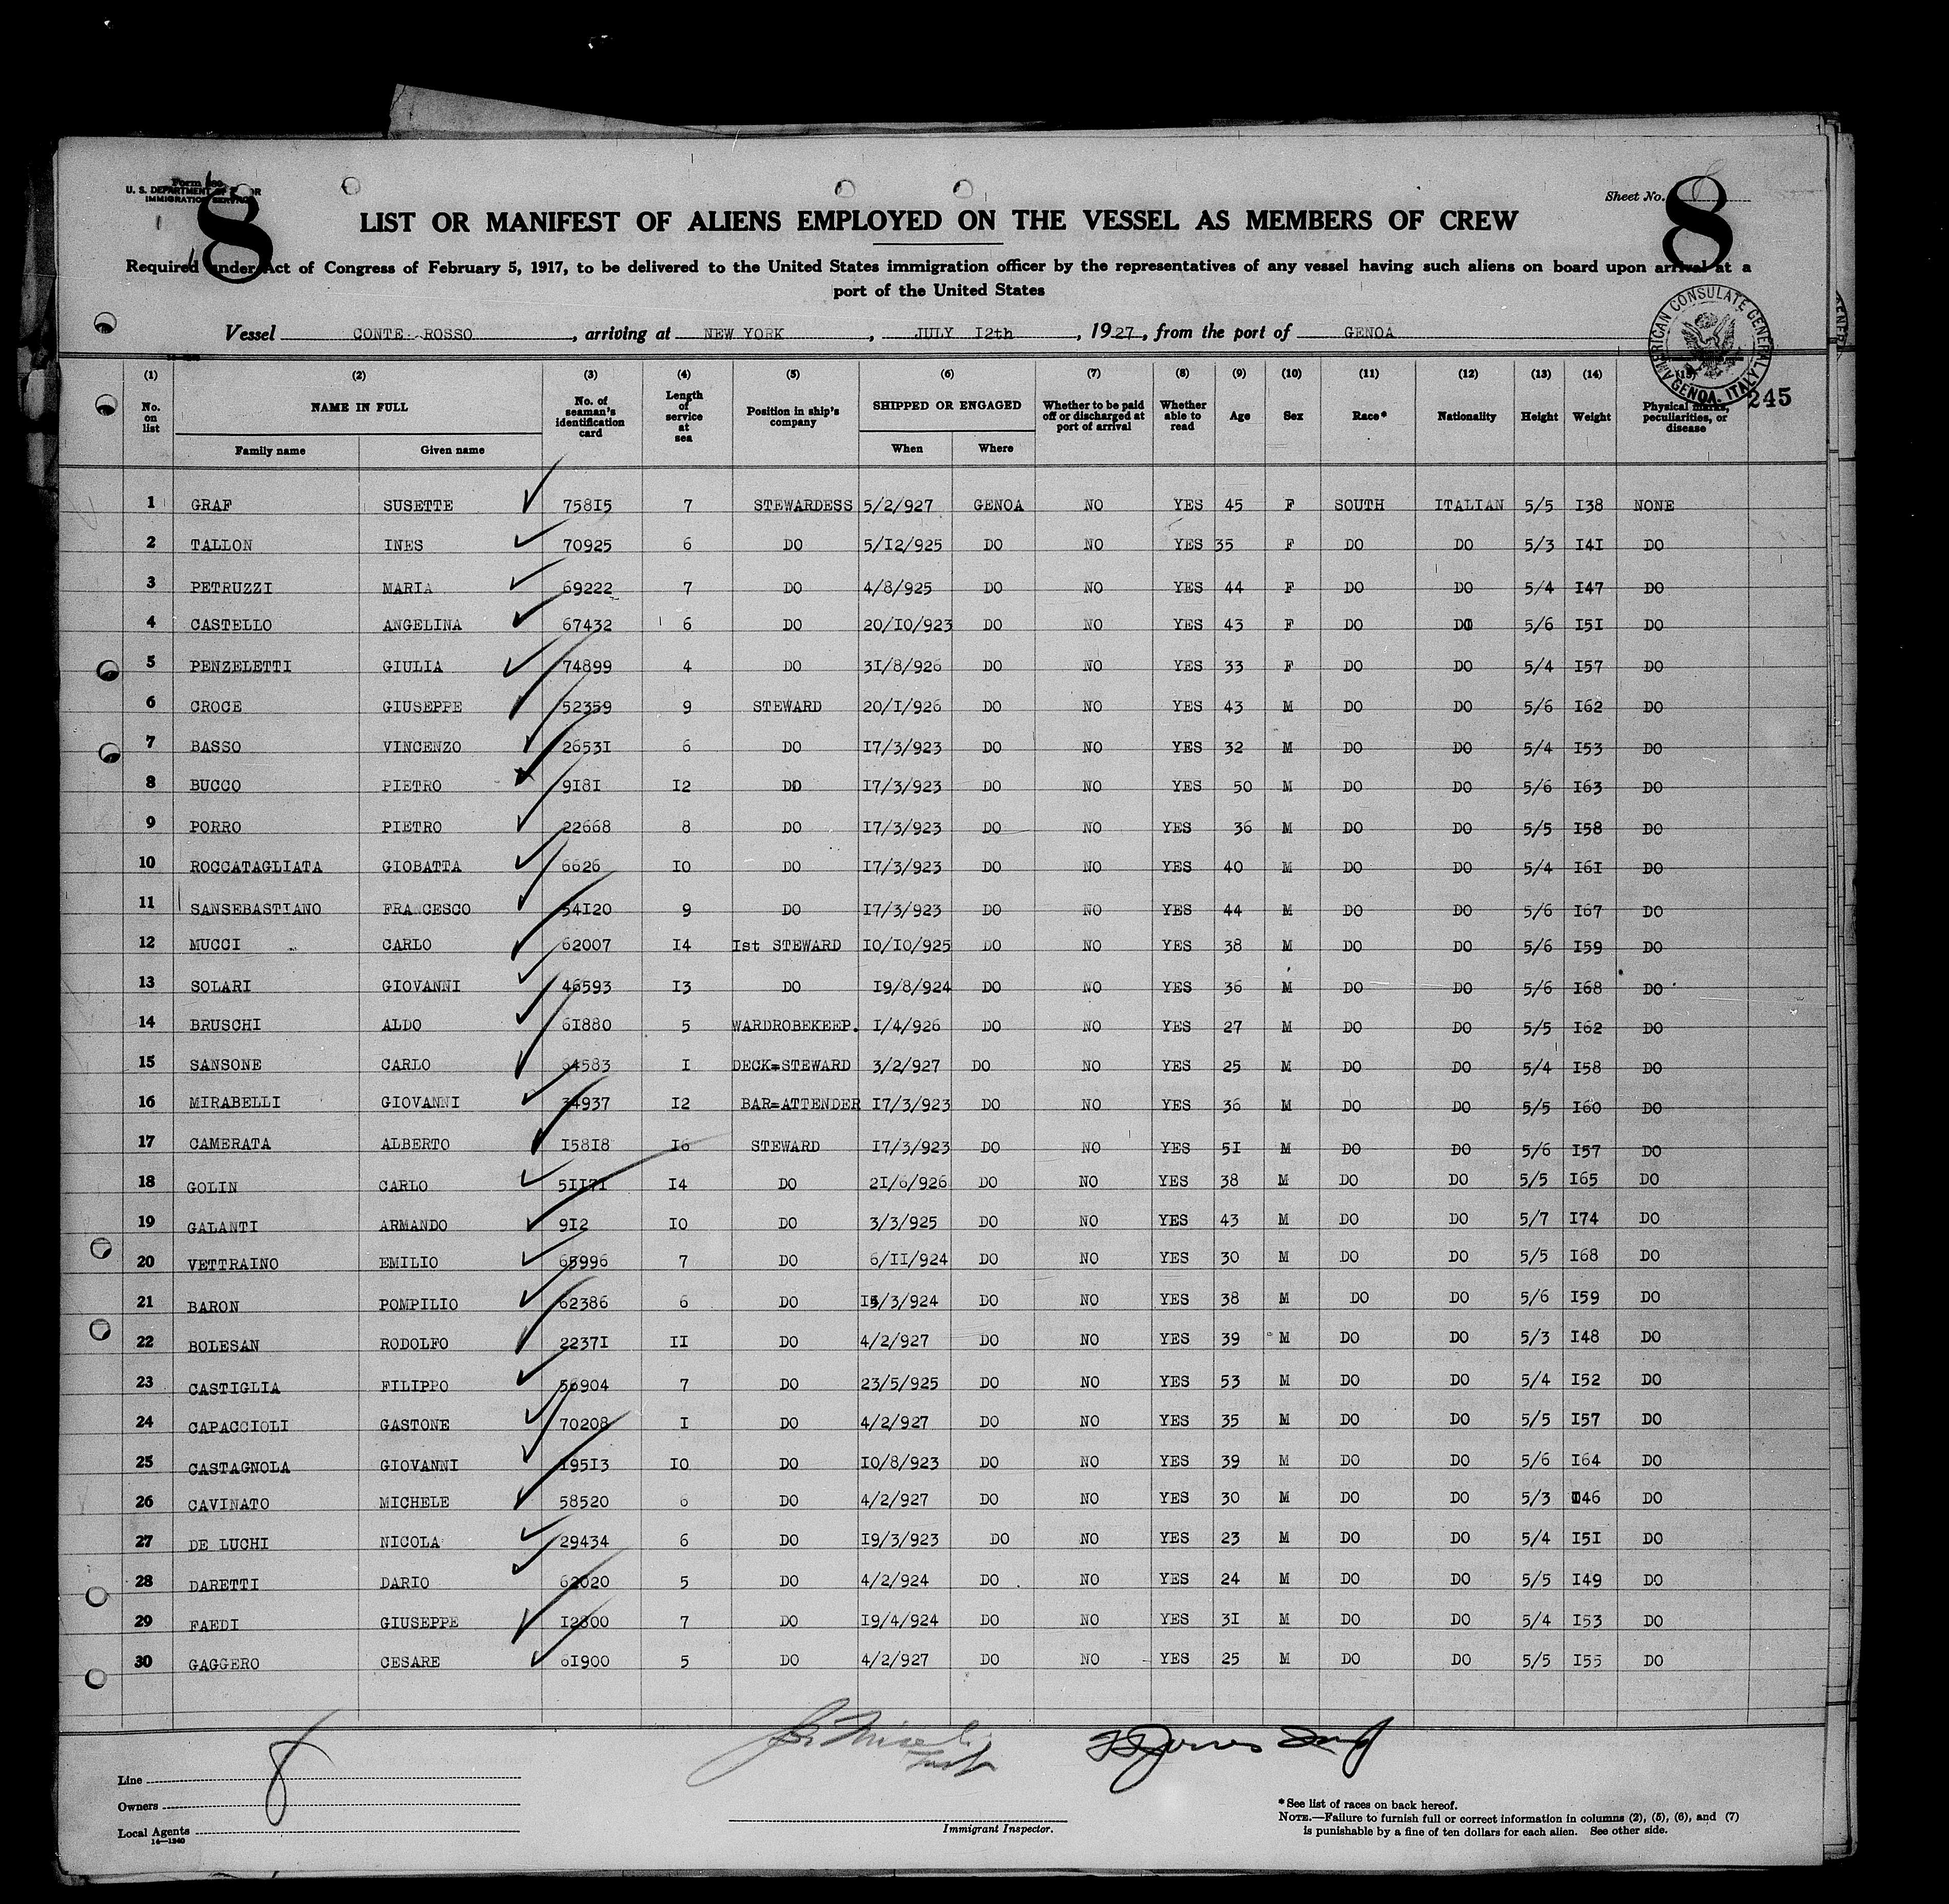 Form 680
U. S. DEPARTMENT OF LABOR
IMMIGRATION SERVICE
8
Sheet No. 8
8
LIST OR MANIFEST OF ALIENS EMPLOYED ON THE VESSEL AS MEMBERS OF CREW
Required under Act of Congress of February 5, 1917, to be delivered to the United States immigration officer by the representatives of any vessel having such aliens on board upon arrival at a
port of the United States
AMERICAN CONSULATE GENERAL GENOA, ITALY
Vessel CONTE ROSSO, arriving at NEW YORK, JULY I2th, 1927, from the port of GENOA
(1) (2) (3) (4) (5) (6) (7) (8) (9) (10) (11) (12) (13) (14) (15)
No. on list NAME IN FULL No. of seaman's identification card Length of service at sea Position in ship's company SHIPPED OR ENGAGED Whether to be paid off or discharged at port of arrival Whether able to read Age Sex Race* Nationality Height Weight Physical marks, peculiarities, or disease 245
Family name Given name When Where
1 GRAF SUSETTE 758I5 7 STEWARDESS 5/2/927 GENOA NO YES 45 F SOUTH ITALIAN 5/5 I38 NONE
2 TALLON INES 70925 6 DO 5/I2/925 DO NO YES 35 F DO DO 5/3 I4I DO
3 PETRUZZI MARIA 69222 7 DO 4/8/925 DO NO YES 44 F DO DO 5/4 I47 DO
4 CASTELLO ANGELINA 67432 6 DO 20/I0/923 DO NO YES 43 F DO DO 5/6 I5I DO
5 PENZELETTI GIULIA 74899 4 DO 3I/8/926 DO NO YES 33 F DO DO 5/4 I57 DO
6 CROCE GIUSEPPE 52359 9 STEWARD 20/I/926 DO NO YES 43 M DO DO 5/6 I62 DO
7 BASSO VINCENZO 2653I 6 DO I7/3/923 DO NO YES 32 M DO DO 5/4 I53 DO
8 BUCCO PIETRO 9I8I I2 DO I7/3/923 DO NO YES 50 M DO DO 5/6 I63 DO
9 PORRO PIETRO 22668 8 DO I7/3/923 DO NO YES 36 M DO DO 5/5 I58 DO
10 ROCCATAGLIATA GIOBATTA 6626 I0 DO I7/3/923 DO NO YES 40 M DO DO 5/4 I6I DO
11 SANSEBASTIANO FRANCESCO 54I20 9 DO I7/3/923 DO NO YES 44 M DO DO 5/6 I67 DO
12 MUCCI CARLO 62007 I4 Ist STEWARD I0/I0/925 DO NO YES 38 M DO DO 5/6 I59 DO
13 SOLARI GIOVANNI 46593 I3 DO I9/8/924 DO NO YES 36 M DO DO 5/6 I68 DO
14 BRUSCHI ALDO 6I880 5 WARDROBEKEEP. I/4/926 DO NO YES 27 M DO DO 5/5 I62 DO
15 SANSONE CARLO 64583 I DECK=STEWARD 3/2/927 DO NO YES 25 M DO DO 5/4 I58 DO
16 MIRABELLI GIOVANNI 34937 I2 BAR=ATTENDER I7/3/923 DO NO YES 36 M DO DO 5/5 I60 DO
17 CAMERATA ALBERTO I58I8 I6 STEWARD I7/3/923 DO NO YES 5I M DO DO 5/6 I57 DO
18 GOLIN CARLO 5II7I I4 DO 2I/6/926 DO NO YES 38 M DO DO 5/5 I65 DO
19 GALANTI ARMANDO 9I2 I0 DO 3/3/925 DO NO YES 43 M DO DO 5/7 I74 DO
20 VETTRAINO EMILIO 65996 7 DO 6/II/924 DO NO YES 30 M DO DO 5/5 I68 DO
21 BARON POMPILIO 62386 6 DO I5/3/924 DO NO YES 38 M DO DO 5/6 I59 DO
22 BOLESAN RODOLFO 2237I II DO 4/2/927 DO NO YES 39 M DO DO 5/3 I48 DO
23 CASTIGLIA FILIPPO 56904 7 DO 23/5/925 DO NO YES 53 M DO DO 5/4 I52 DO
24 CAPACCIOLI GASTONE 70208 I DO 4/2/927 DO NO YES 35 M DO DO 5/5 I57 DO
25 CASTAGNOLA GIOVANNI I95I3 I0 DO I0/8/923 DO NO YES 39 M DO DO 5/6 I64 DO
26 CAVINATO MICHELE 58520 6 DO 4/2/927 DO NO YES 30 M DO DO 5/3 I46 DO
27 DE LUCHI NICOLA 29434 6 DO I9/3/923 DO NO YES 23 M DO DO 5/4 I5I DO
28 DARETTI DARIO 62020 5 DO 4/2/924 DO NO YES 24 M DO DO 5/5 I49 DO
29 FAEDI GIUSEPPE I2300 7 DO I9/4/924 DO NO YES 3I M DO DO 5/4 I53 DO
30 GAGGERO CESARE 6I900 5 DO 4/2/927 DO NO YES 25 M DO DO 5/5 I55 DO
8
Line
Owners
Local Agents
14—1240
Immigrant Inspector.
*See list of races on back hereof.
NOTE.—Failure to furnish full or correct information in columns (2), (5), (6), and (7)
is punishable by a fine of ten dollars for each alien. See other side.